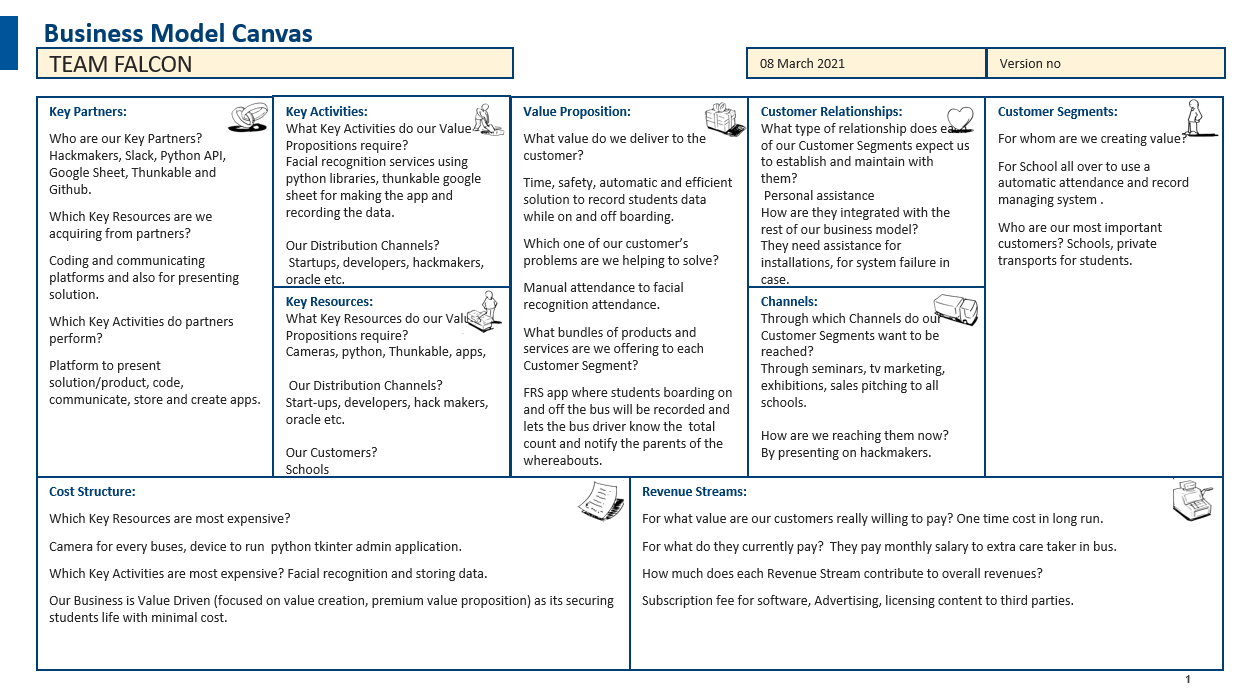 Business Model Canvas
TEAM FALCON
08 March 2021
Version no
Key Partners:
Who are our Key Partners?
Hackmakers, Slack, Python API,
Google Sheet, Thunkable and
Github.
Which Key Resources are we
acquiring from partners?
Coding and communicating
platforms and also for presenting
solution.
Which Key Activities do partners
perform?
Platform to present
solution/product, code,
communicate, store and create apps.
Key Activities:
What Key Activities do our Value
Propositions require?
Facial recognition services using
python libraries, thunkable google
sheet for making the app and
recording the data.
Our Distribution Channels?
Startups, developers, hackmakers,
oracle etc.
Key Resources:
What Key Resources do our Value
Propositions require?
Cameras, python, Thunkable, apps,
Our Distribution Channels?
Start-ups, developers, hack makers,
oracle etc.
Our Customers?
Schools
Value Proposition:
What value do we deliver to the
customer?
Time, safety, automatic and efficient
solution to record students data
while on and off boarding.
Which one of our customer's
problems are we helping to solve?
Manual attendance to facial
recognition attendance.
What bundles of products and
services are we offering to each
Customer Segment?
FRS app where students boarding on
and off the bus will be recorded and
lets the bus driver know the  total
count and notify the parents of the
whereabouts.
Customer Relationships:
What type of relationship does each
of our Customer Segments expect us
to establish and maintain with
them?
Personal assistance
How are they integrated with the
rest of our business model?
They need assistance for
installations, for system failure in
case.
Channels:
Through which Channels do our
Customer Segments want to be
reached?
Through seminars, tv marketing,
exhibitions, sales pitching to all
schools.
How are we reaching them now?
By presenting on hackmakers.
Customer Segments:
For whom are we creating value?
For School all over to use a
automatic attendance and record
managing system .
Who are our most important
customers? Schools, private
transports for students.
Cost Structure:
Which Key Resources are most expensive?
Camera for every buses, device to run  python tkinter admin application.
Which Key Activities are most expensive? Facial recognition and storing data.
Our Business is Value Driven (focused on value creation, premium value proposition) as its securing
students life with minimal cost.
Revenue Streams:
For what value are our customers really willing to pay? One time cost in long run.
For what do they currently pay?  They pay monthly salary to extra care taker in bus.
How much does each Revenue Stream contribute to overall revenues?
Subscription fee for software, Advertising, licensing content to third parties.
1